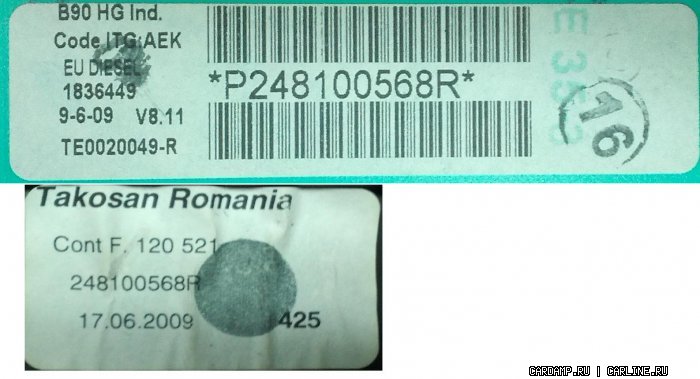 B90 HG Ind.
Code ITG:AEK
EU DIESEL
1836449
9-6-09 V8.11
TE0020049-R
*P248100568R*
16
Takosan Romania
Cont F. 120 521
248100568R
17.06.2009 1425
CARDAMP.RU | CARLINE.RU